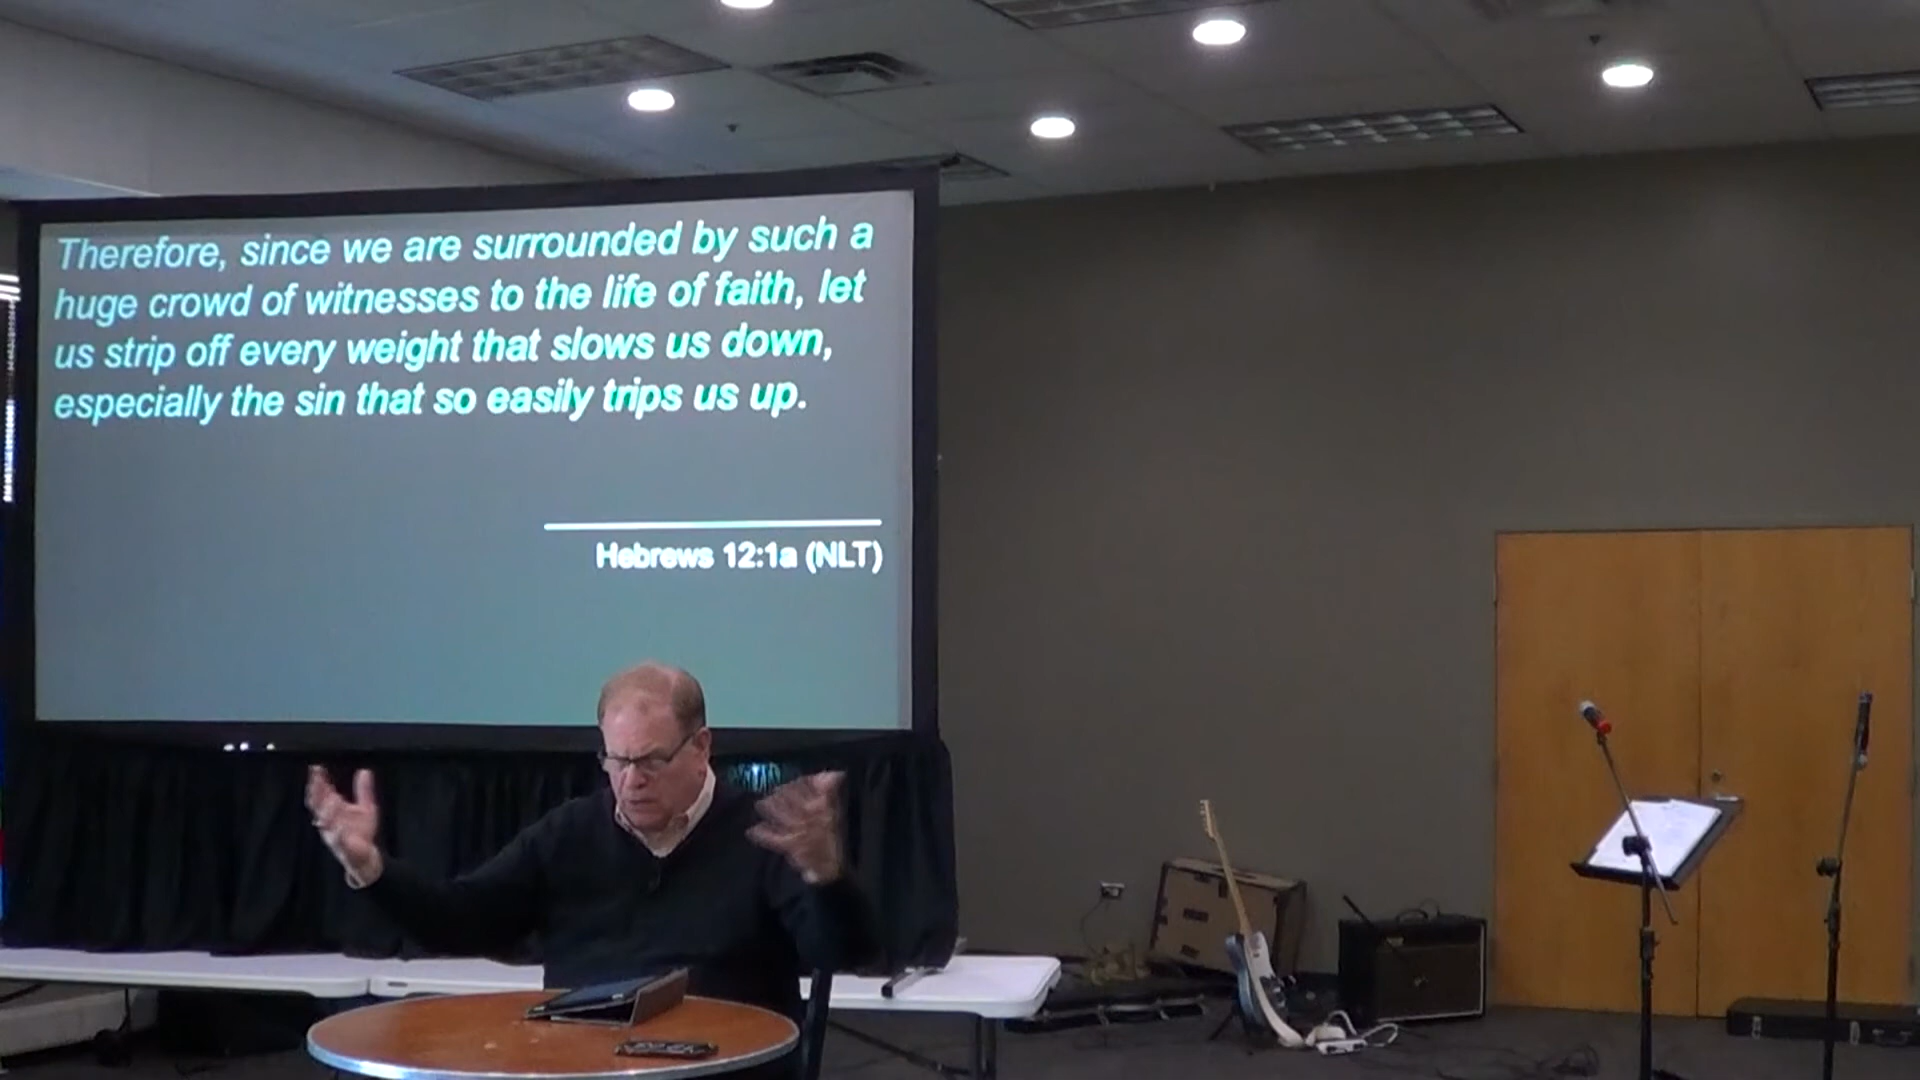 Therefore, since we are surrounded by such a
huge crowd of witnesses to the life of faith, let
us strip off every weight that slows us down,
especially the sin that so easily trips us up.
Hebrews 12:1a (NLT)